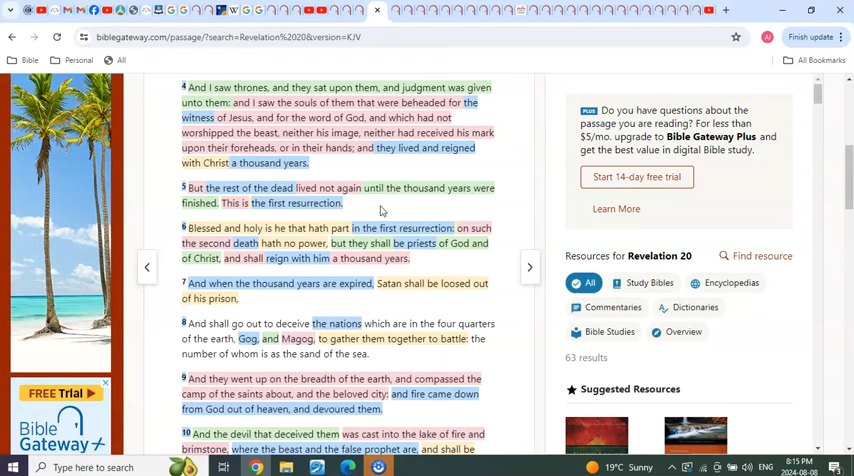 Finish update
biblegateway.com/passage/?search=Revelation%2020&version=KJV
AI
Bible
Personal
All
All Bookmarks
4 And I saw thrones, and they sat upon them, and judgment was given
unto them: and I saw the souls of them that were beheaded for the
witness of Jesus, and for the word of God, and which had not
worshipped the beast, neither his image, neither had received his mark
upon their foreheads, or in their hands; and they lived and reigned
with Christ a thousand years.
5 But the rest of the dead lived not again until the thousand years were
finished. This is the first resurrection.
6 Blessed and holy is he that hath part in the first resurrection: on such
the second death hath no power, but they shall be priests of God and
of Christ, and shall reign with him a thousand years.
7 And when the thousand years are expired, Satan shall be loosed out
of his prison,
8 And shall go out to deceive the nations which are in the four quarters
of the earth, Gog, and Magog, to gather them together to battle: the
number of whom is as the sand of the sea.
9 And they went up on the breadth of the earth, and compassed the
camp of the saints about, and the beloved city: and fire came down
from God out of heaven, and devoured them.
10 And the devil that deceived them was cast into the lake of fire and
brimstone, where the beast and the false prophet are, and shall be
FREE Trial
Bible
Gateway+
PLUS Do you have questions about the
passage you are reading? For less than
$5/mo. upgrade to Bible Gateway Plus and
get the best value in digital Bible study.
Start 14-day free trial
Learn More
Resources for Revelation 20
Find resource
All
Study Bibles
Encyclopedias
Commentaries
Dictionaries
Bible Studies
Overview
63 results
Suggested Resources
Type here to search
19°C Sunny
8:15 PM
2024-08-08